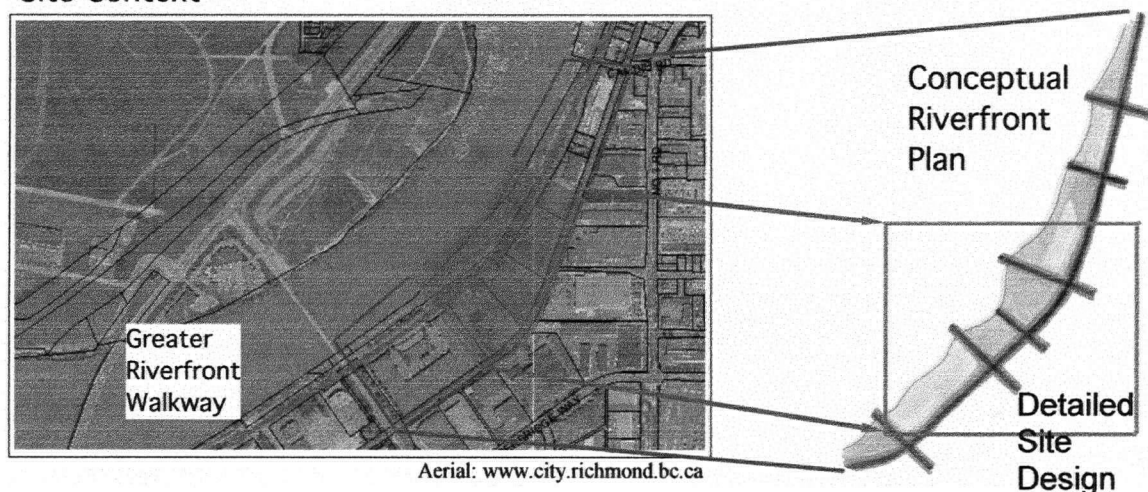 Site Context
Conceptual
Riverfront
Plan
Greater
Riverfront
Walkway
Detailed
Site
Design
Aerial: www.city.richmond.bc.ca